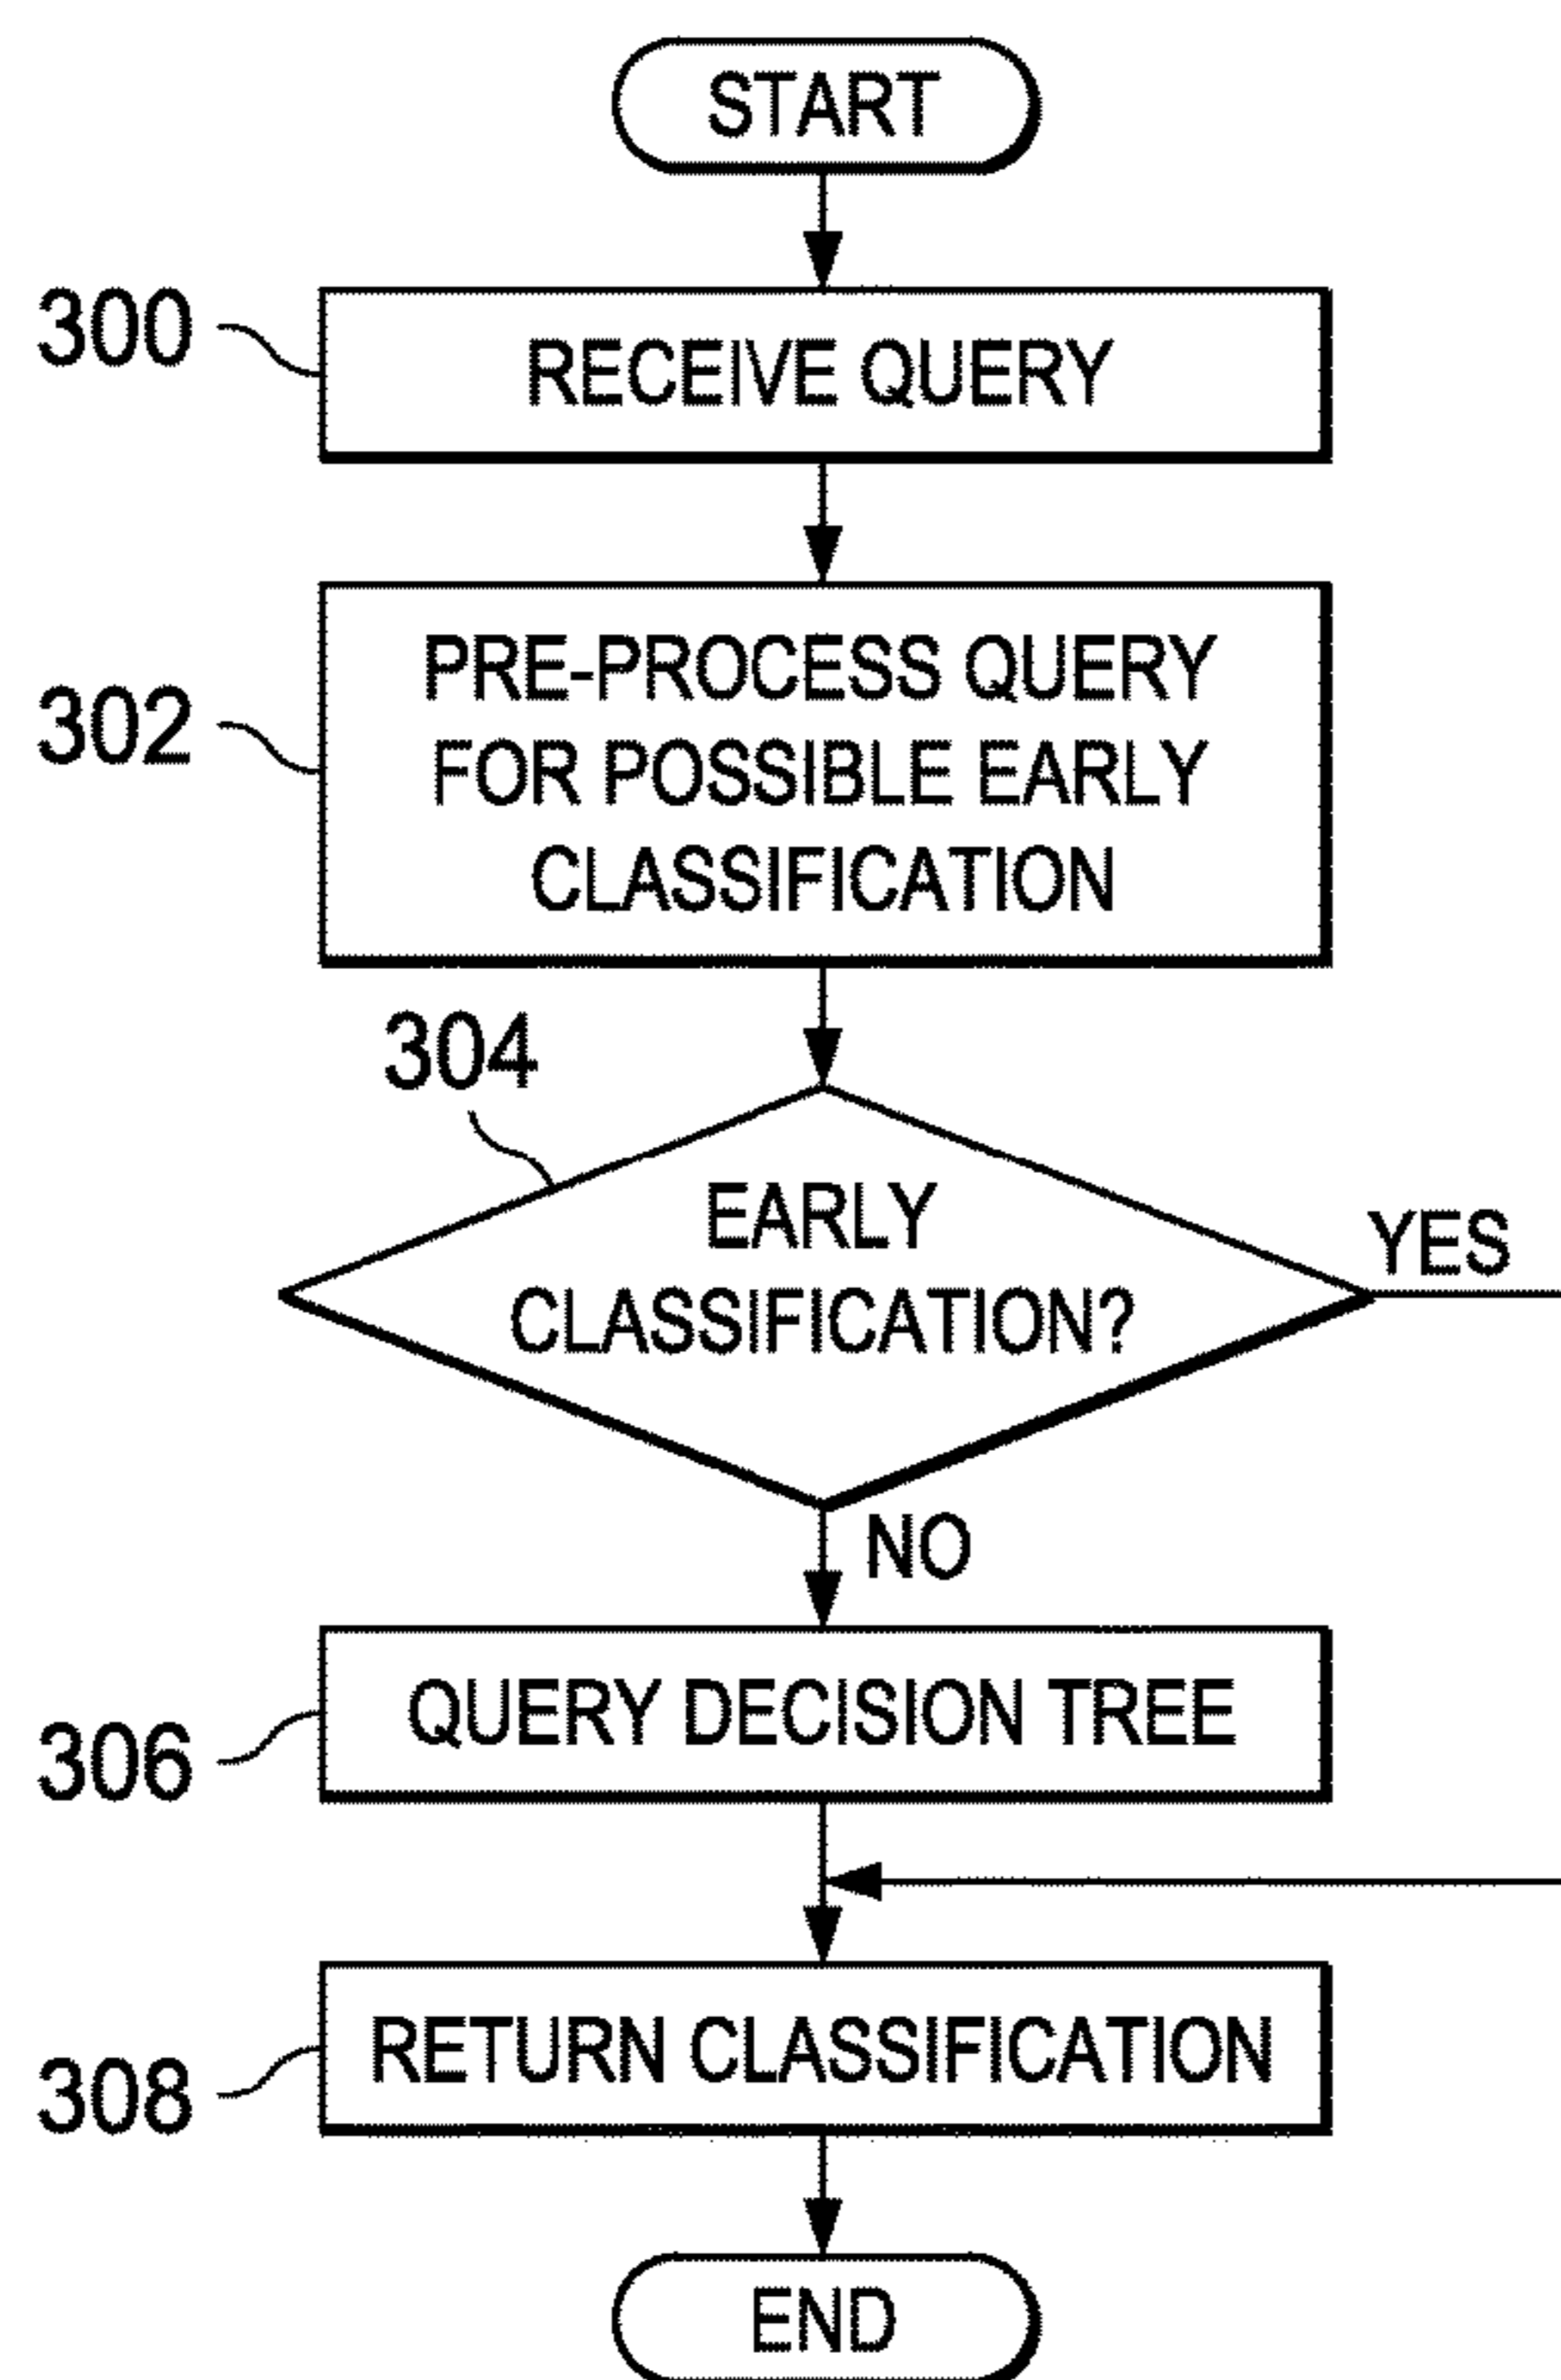 START
300
RECEIVE QUERY
302
PRE-PROCESS QUERY
FOR POSSIBLE EARLY
CLASSIFICATION
304
EARLY
CLASSIFICATION?
YES
NO
306
QUERY DECISION TREE
308
RETURN CLASSIFICATION
END